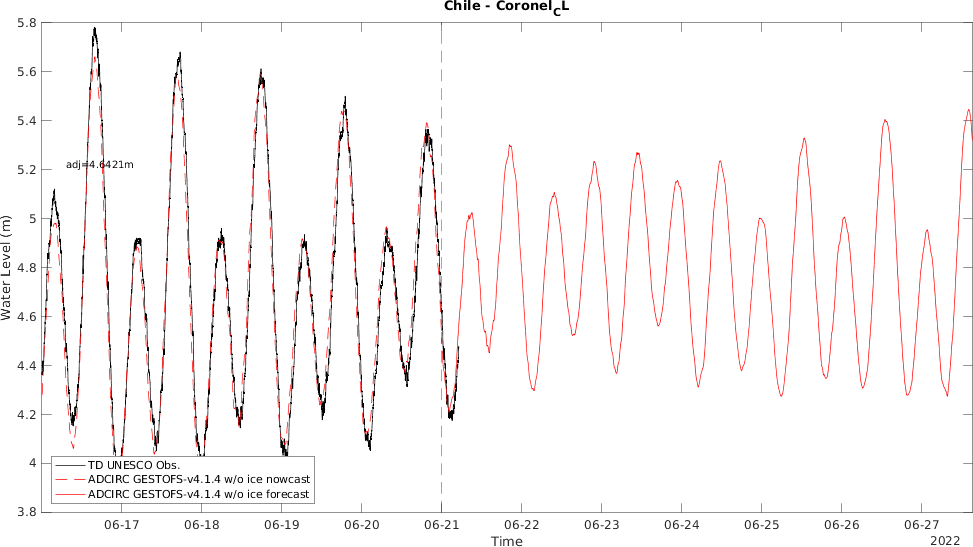 Chile - Coronel_CL
5.8
5.6
5.4
5.2
5
4.8
4.6
4.4
4.2
4
3.8
Water Level (m)
adj=4.6421m
TD UNESCO Obs.
ADCIRC GESTOFS-v4.1.4 w/o ice nowcast
ADCIRC GESTOFS-v4.1.4 w/o ice forecast
06-17 06-18 06-19 06-20 06-21 06-22 06-23 06-24 06-25 06-26 06-27
Time
2022